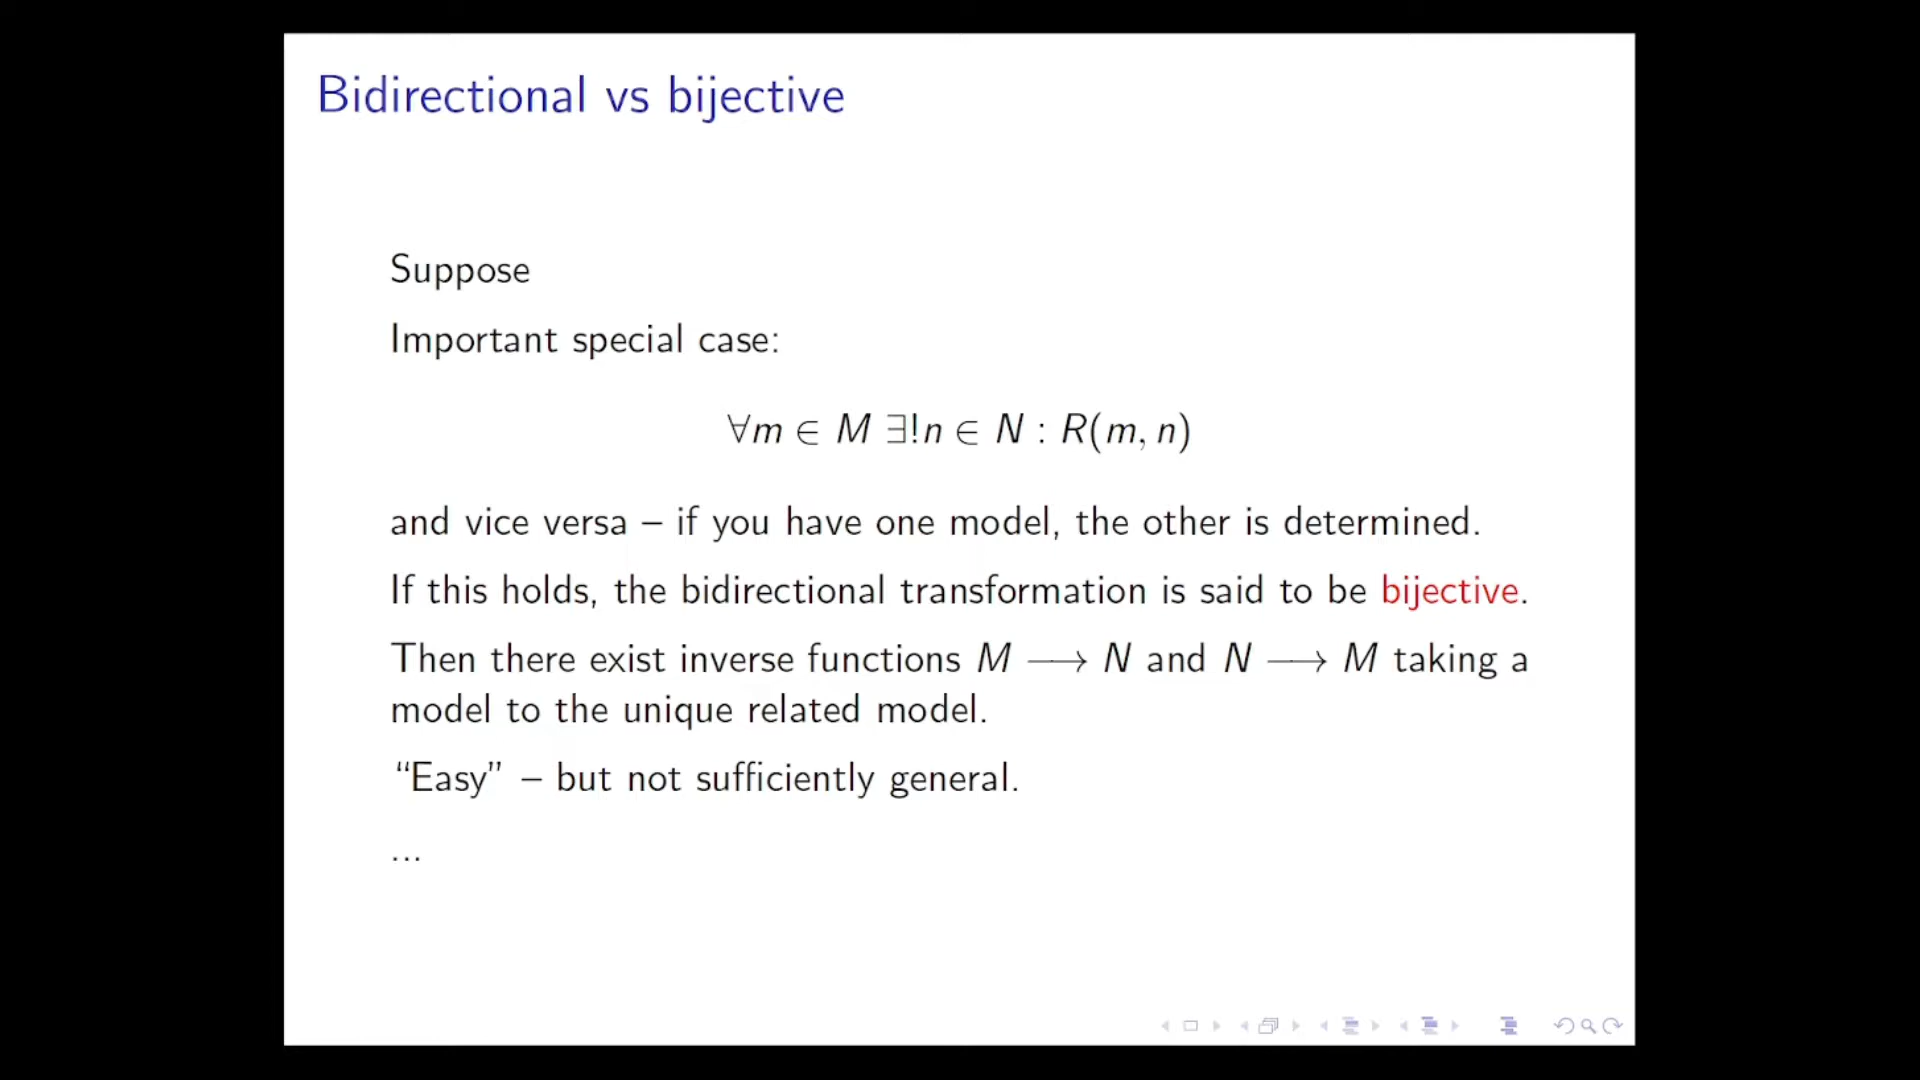 Bidirectional vs bijective
Suppose
Important special case:
∀m ∈ M ∃!n ∈ N : R(m, n)
and vice versa – if you have one model, the other is determined.
If this holds, the bidirectional transformation is said to be bijective.
Then there exist inverse functions M ⟶ N and N ⟶ M taking a
model to the unique related model.
“Easy” – but not sufficiently general.
...